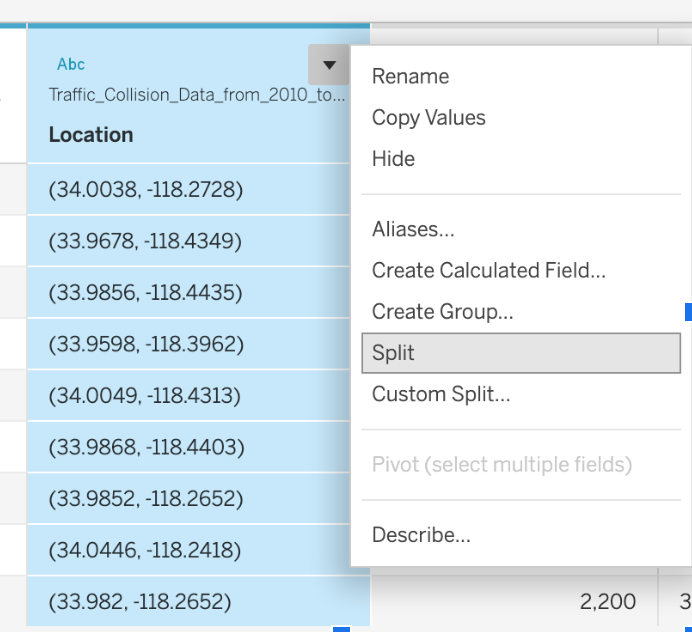 Abc
Traffic_Collision_Data_from_2010_to...
Location
(34.0038, -118.2728)
(33.9678, -118.4349)
(33.9856, -118.4435)
(33.9598, -118.3962)
(34.0049, -118.4313)
(33.9868, -118.4403)
(33.9852, -118.2652)
(34.0446, -118.2418)
(33.982, -118.2652)
Rename
Copy Values
Hide
Aliases...
Create Calculated Field...
Create Group...
Split
Custom Split...
Pivot (select multiple fields)
Describe...
2,200
3